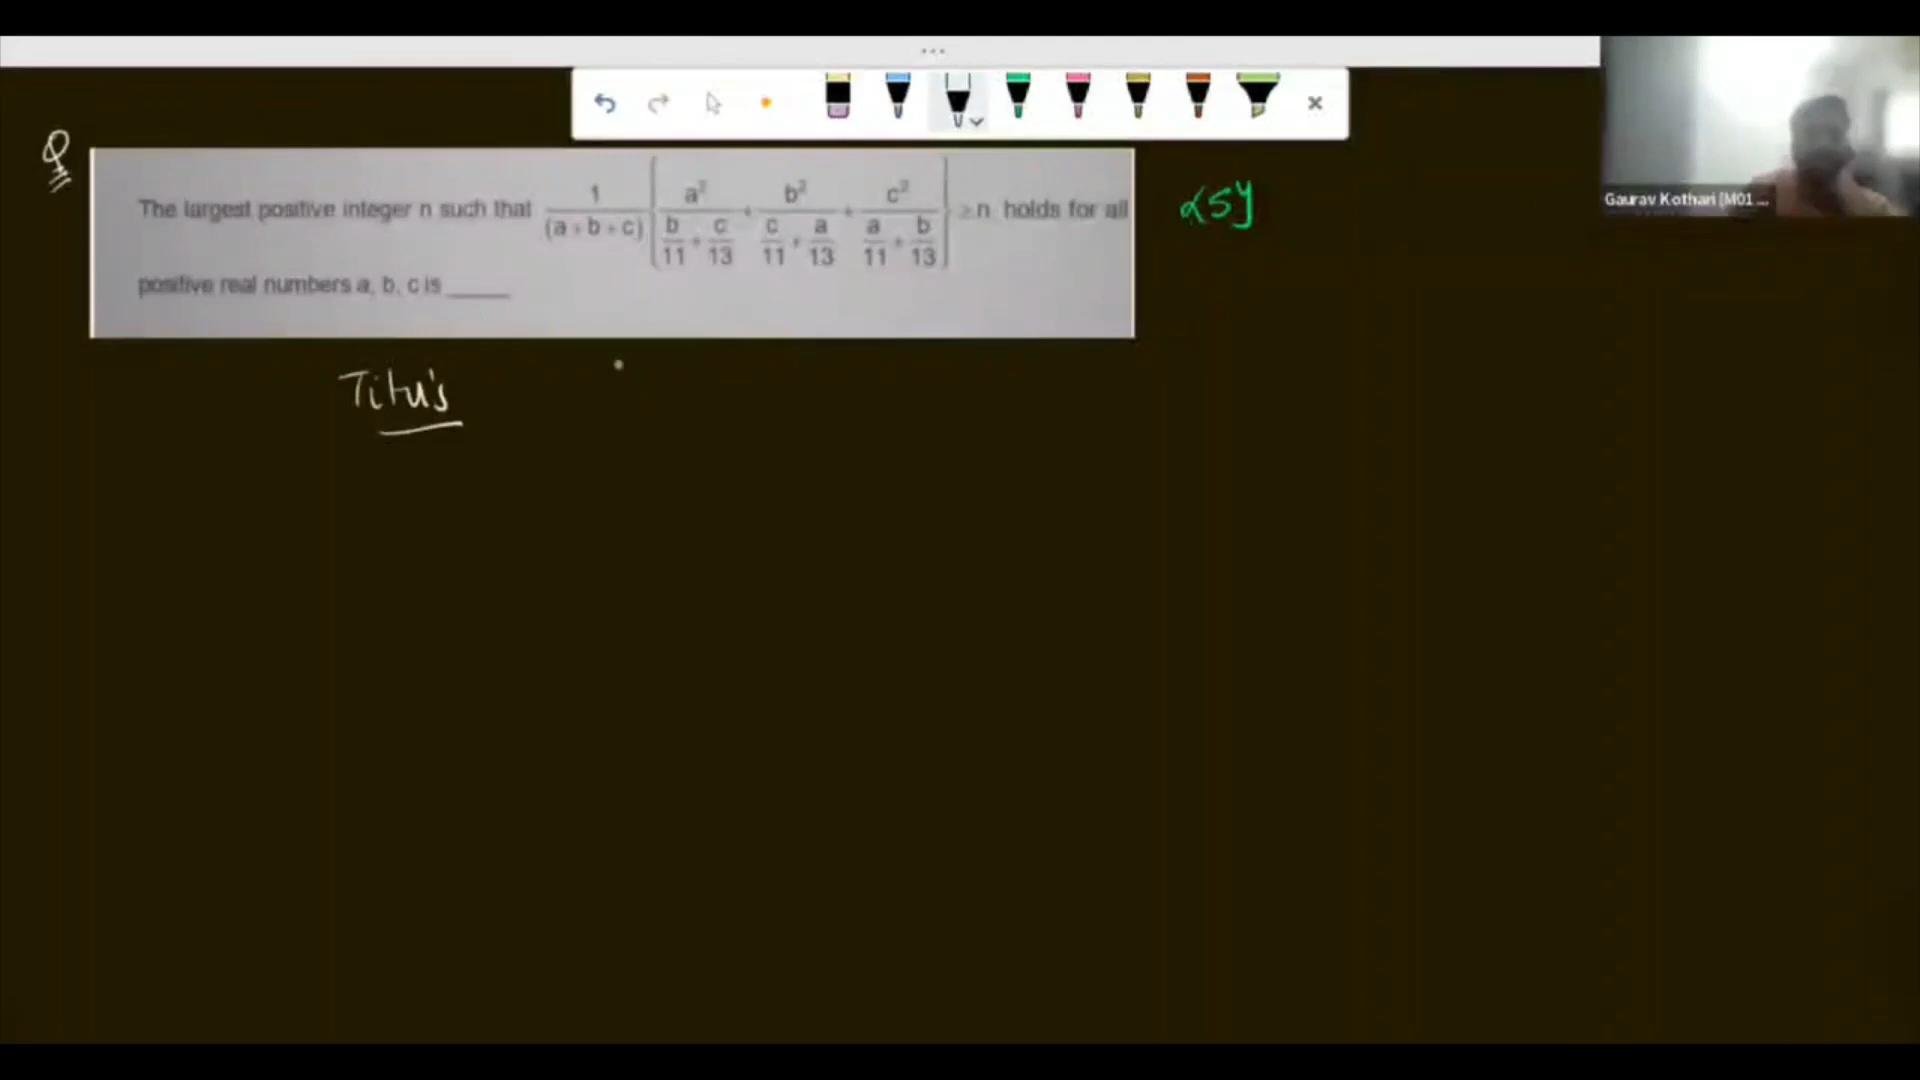 Q
The largest positive integer n such that 1/(a + b + c) [a²/(b/11 + c/13) + b²/(c/11 + a/13) + c²/(a/11 + b/13)] ≥ n holds for all
positive real numbers a, b, c is _____
Titu's
Gaurav Kothari [M01 ...